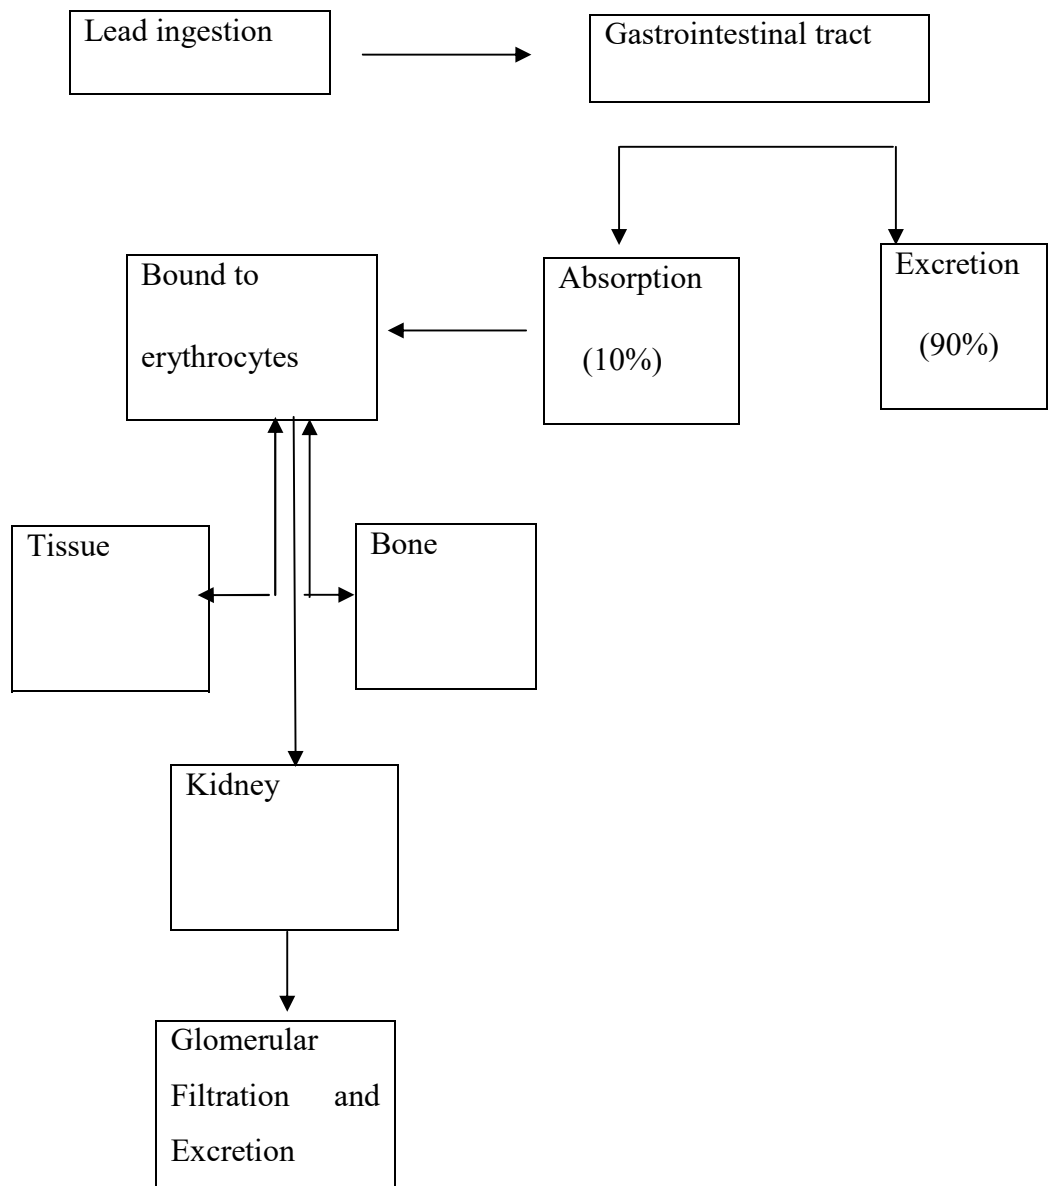 Lead ingestion
Gastrointestinal tract
Bound to
erythrocytes
Absorption
(10%)
Excretion
(90%)
Tissue
Bone
Kidney
Glomerular
Filtration and
Excretion